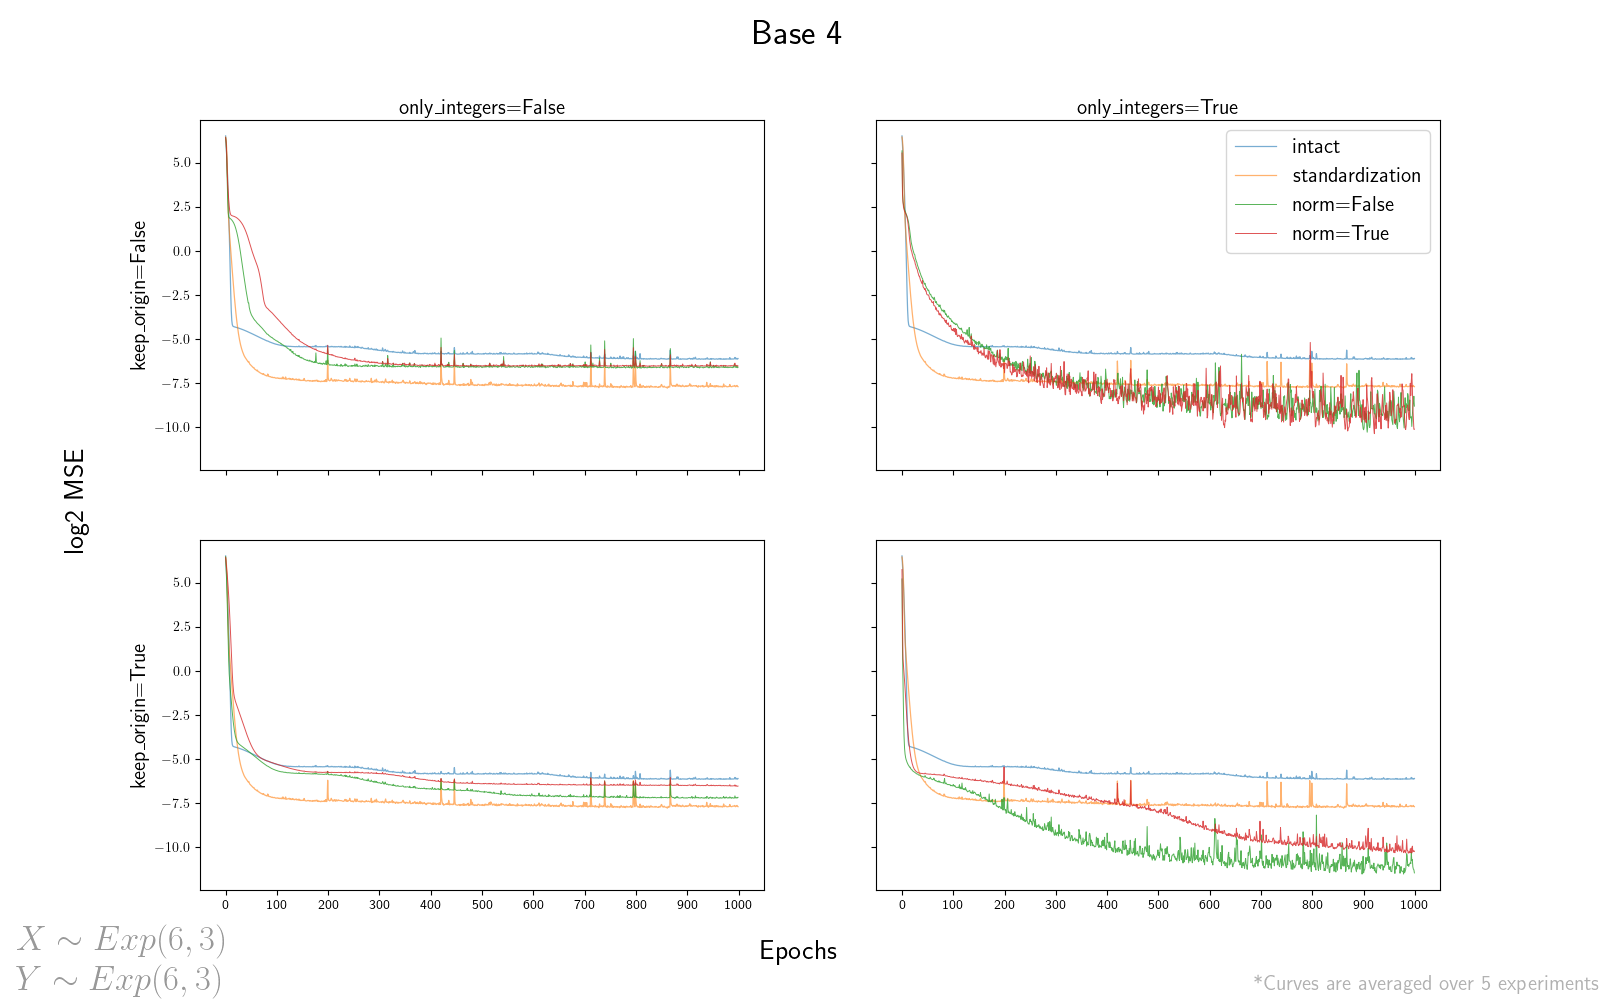 Base 4
only_integers=False
only_integers=True
5.0
2.5
0.0
−2.5
−5.0
−7.5
−10.0
keep_origin=False
intact
standardization
norm=False
norm=True
log2 MSE
5.0
2.5
0.0
−2.5
−5.0
−7.5
−10.0
keep_origin=True
0 100 200 300 400 500 600 700 800 900 1000
0 100 200 300 400 500 600 700 800 900 1000
Epochs
X ∼ Exp(6, 3)
Y ∼ Exp(6, 3)
*Curves are averaged over 5 experiments